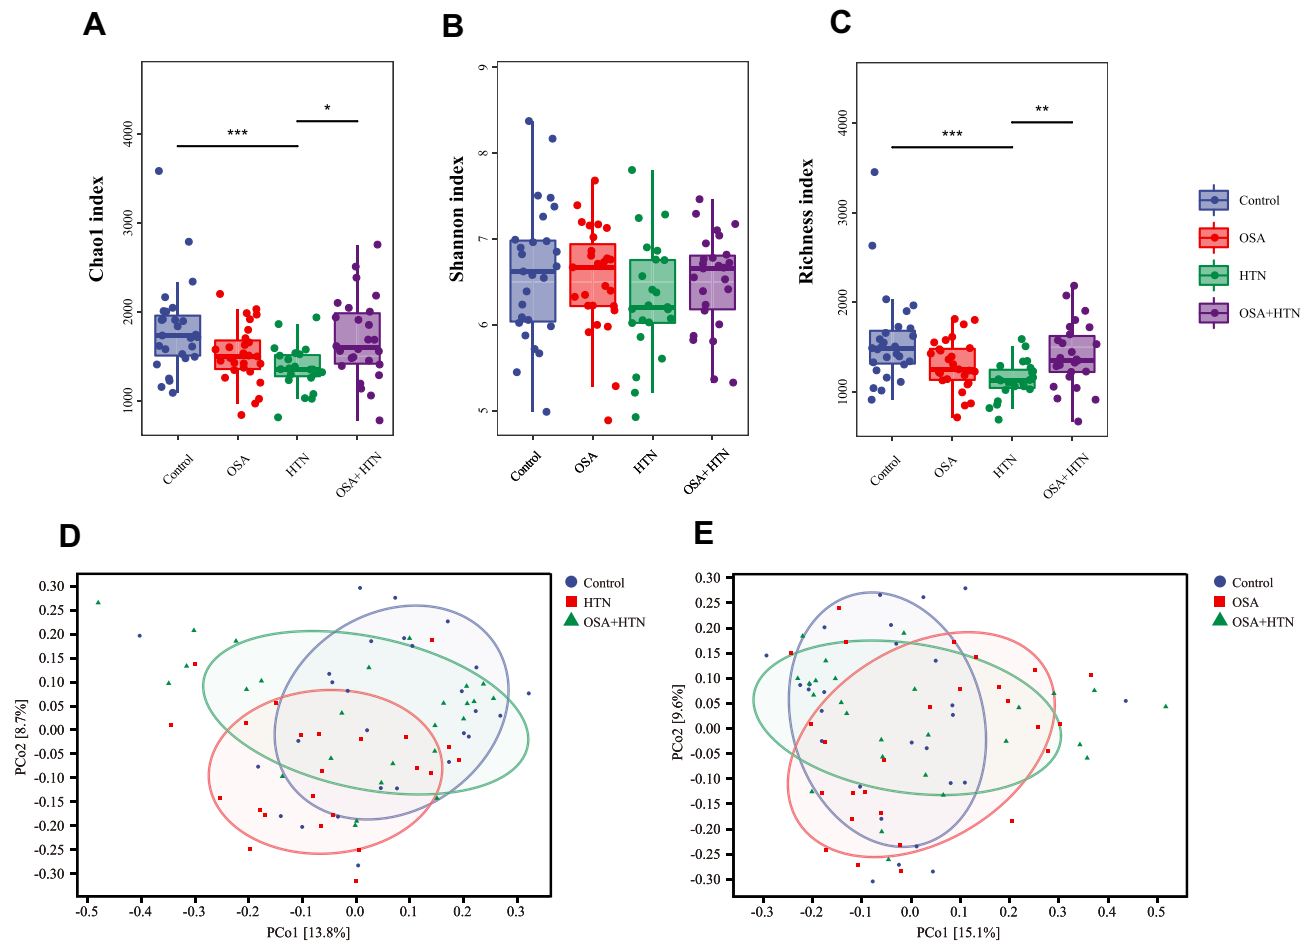 A
B
C
Chao1 index
4000
3000
2000
1000
***
*
Control
OSA
HTN
OSA+HTN
Shannon index
9
8
7
6
5
Control
OSA
HTN
OSA+HTN
Richness index
4000
3000
2000
1000
***
**
Control
OSA
HTN
OSA+HTN
Control
OSA
HTN
OSA+HTN
D
E
PCo2 [8.7%]
0.30
0.25
0.20
0.15
0.10
0.05
0.00
-0.05
-0.10
-0.15
-0.20
-0.25
-0.30
-0.5 -0.4 -0.3 -0.2 -0.1 0.0 0.1 0.2 0.3
PCo1 [13.8%]
Control
HTN
OSA+HTN
PCo2 [9.6%]
0.30
0.25
0.20
0.15
0.10
0.05
0.00
-0.05
-0.10
-0.15
-0.20
-0.25
-0.30
-0.3 -0.2 -0.1 0.0 0.1 0.2 0.3 0.4 0.5
PCo1 [15.1%]
Control
OSA
OSA+HTN